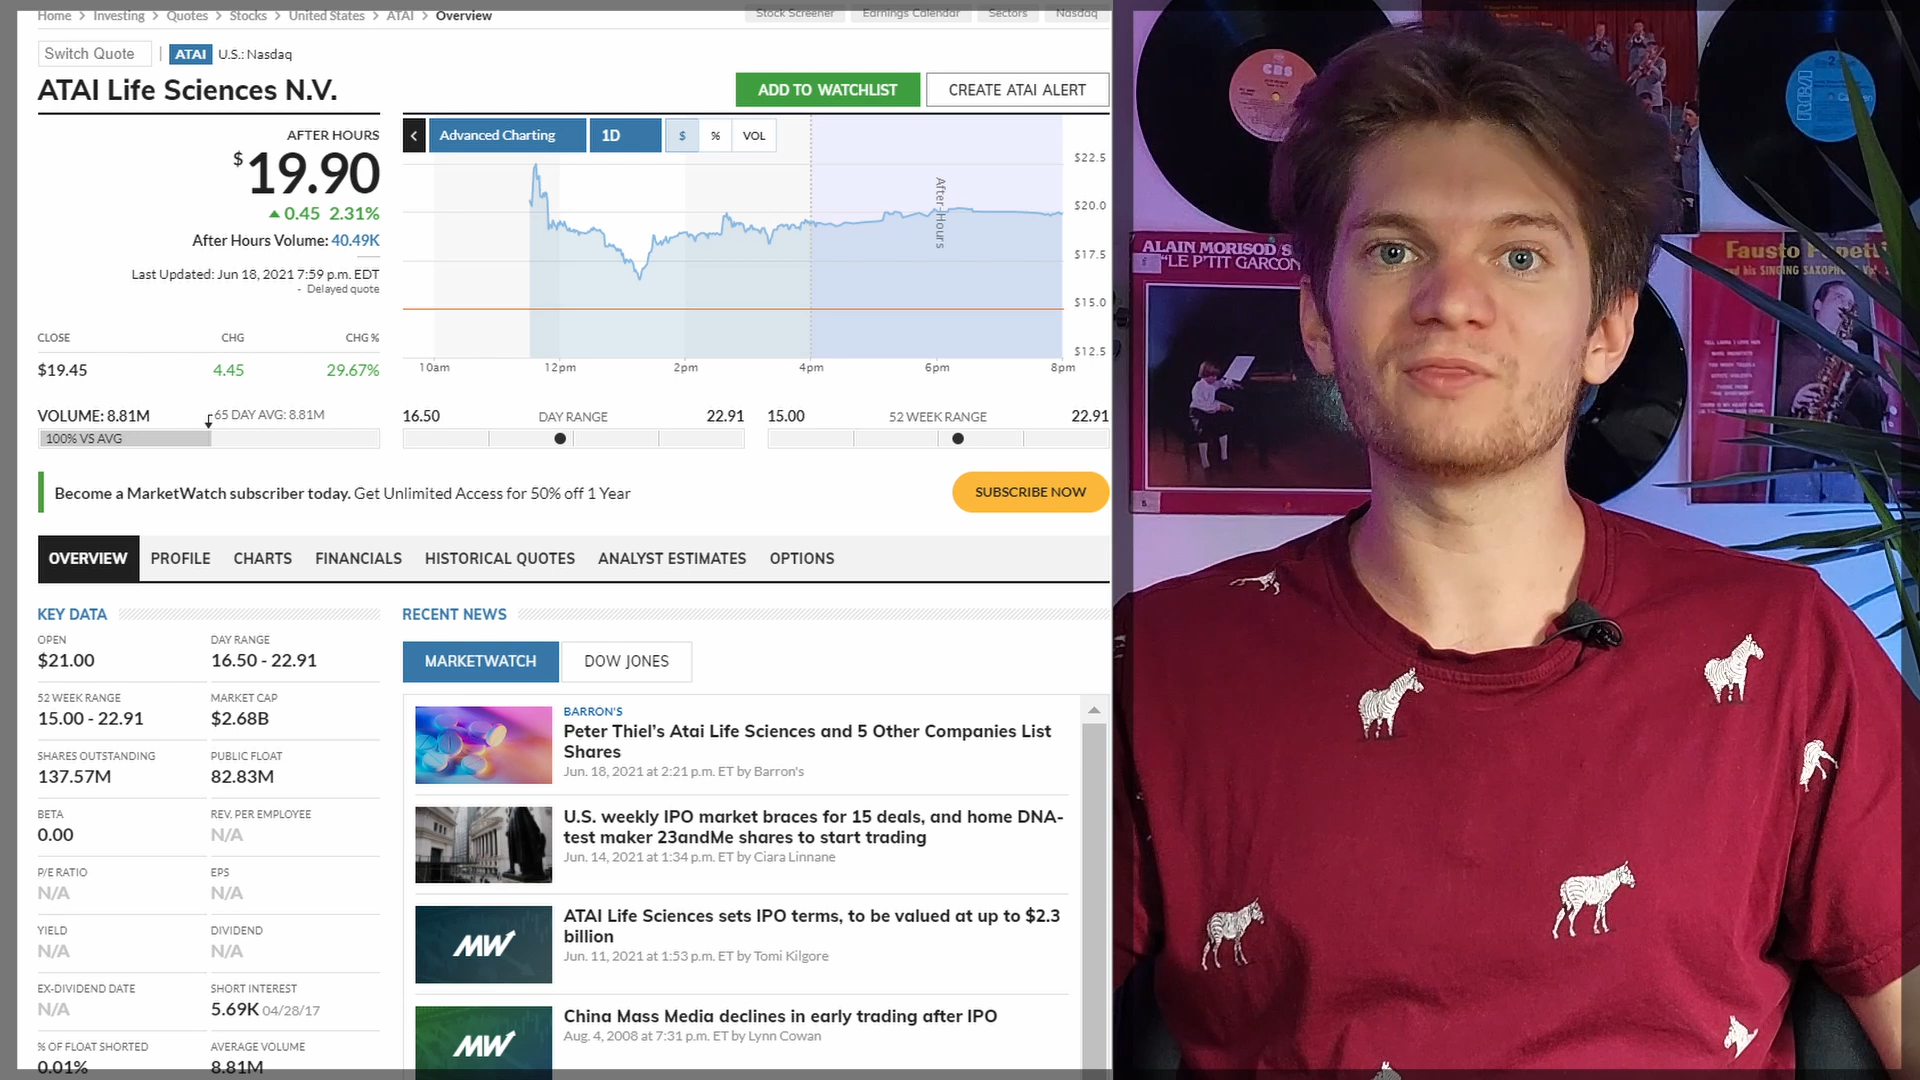 Home > Investing > Quotes > Stocks > United States > ATAI > Overview
Stock Screener Earnings Calendar Sectors Nasdaq
Switch Quote | ATAI U.S.: Nasdaq
ATAI Life Sciences N.V.
ADD TO WATCHLIST CREATE ATAI ALERT
AFTER HOURS
$19.90
0.45 2.31%
After Hours Volume: 40.49K
Last Updated: Jun 18, 2021 7:59 p.m. EDT
- Delayed quote
CLOSE CHG CHG %
$19.45 4.45 29.67%
VOLUME: 8.81M 65 DAY AVG: 8.81M
100% VS AVG
< Advanced Charting 1D $ % VOL
After-Hours
$22.5
$20.0
$17.5
$15.0
$12.5
10am 12pm 2pm 4pm 6pm 8pm
16.50 DAY RANGE 22.91
15.00 52 WEEK RANGE 22.91
Become a MarketWatch subscriber today. Get Unlimited Access for 50% off 1 Year
SUBSCRIBE NOW
OVERVIEW PROFILE CHARTS FINANCIALS HISTORICAL QUOTES ANALYST ESTIMATES OPTIONS
KEY DATA
OPEN DAY RANGE
$21.00 16.50 - 22.91
52 WEEK RANGE MARKET CAP
15.00 - 22.91 $2.68B
SHARES OUTSTANDING PUBLIC FLOAT
137.57M 82.83M
BETA REV. PER EMPLOYEE
0.00 N/A
P/E RATIO EPS
N/A N/A
YIELD DIVIDEND
N/A N/A
EX-DIVIDEND DATE SHORT INTEREST
N/A 5.69K 04/28/17
% OF FLOAT SHORTED AVERAGE VOLUME
0.01% 8.81M
RECENT NEWS
MARKETWATCH DOW JONES
BARRON'S
Peter Thiel’s Atai Life Sciences and 5 Other Companies List
Shares
Jun. 18, 2021 at 2:21 p.m. ET by Barron's
U.S. weekly IPO market braces for 15 deals, and home DNA-
test maker 23andMe shares to start trading
Jun. 14, 2021 at 1:34 p.m. ET by Ciara Linnane
MW
ATAI Life Sciences sets IPO terms, to be valued at up to $2.3
billion
Jun. 11, 2021 at 1:53 p.m. ET by Tomi Kilgore
MW
China Mass Media declines in early trading after IPO
Aug. 4, 2008 at 7:31 p.m. ET by Lynn Cowan
CBS
RCA
ALAIN MORISOD'S
"LE P'TIT GARCON
Fausto
and his SINGING